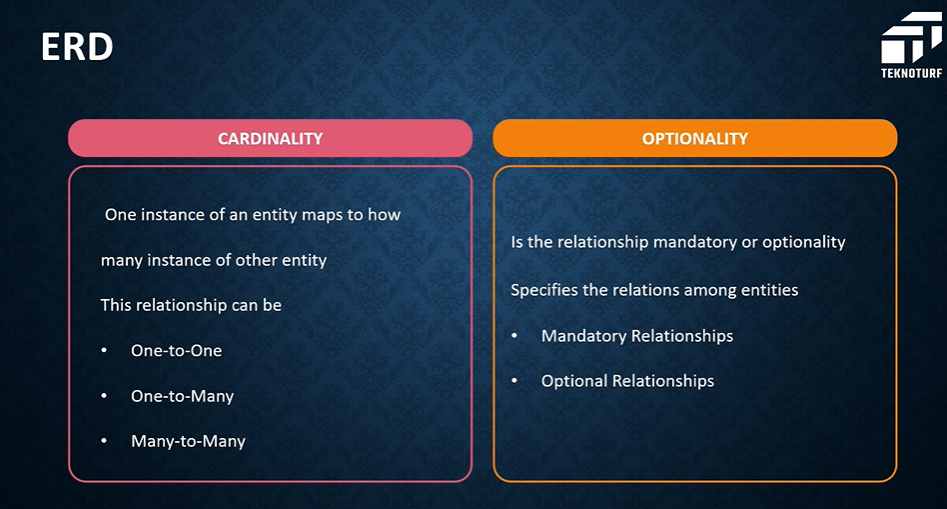 ERD
TEKNOTURF
CARDINALITY
One instance of an entity maps to how
many instance of other entity
This relationship can be
• One-to-One
• One-to-Many
• Many-to-Many
OPTIONALITY
Is the relationship mandatory or optionality
Specifies the relations among entities
• Mandatory Relationships
• Optional Relationships